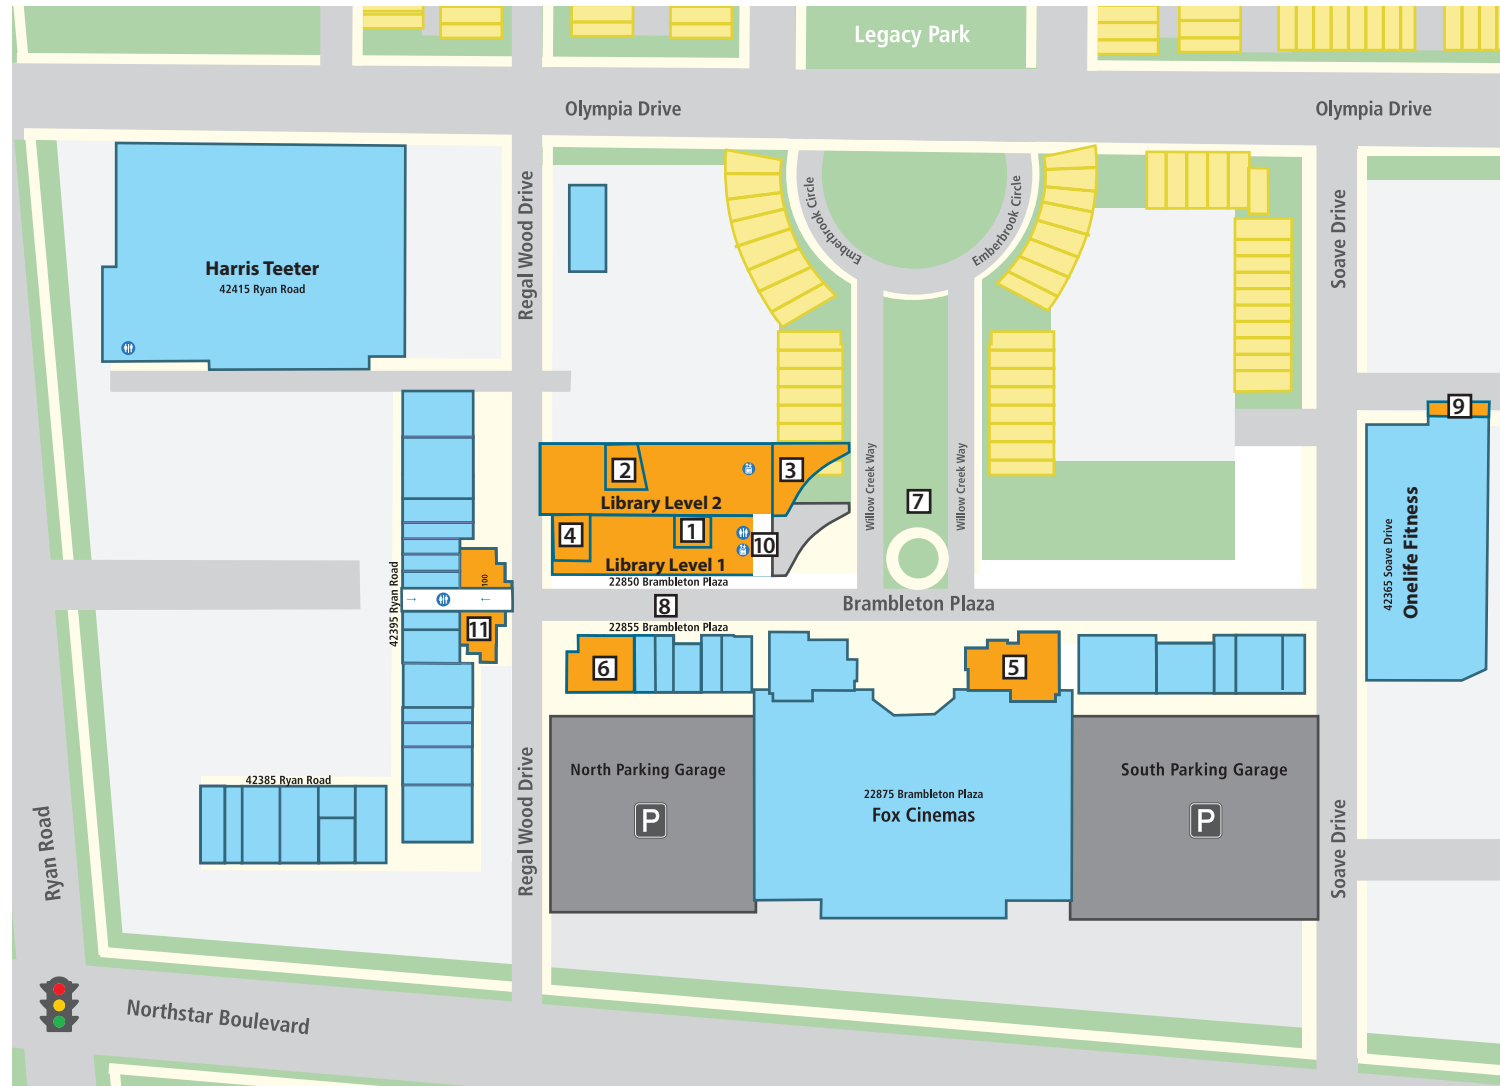 Legacy Park
Olympia Drive
Olympia Drive
Regal Wood Drive
Emberbrook Circle
Emberbrook Circle
Soave Drive
Harris Teeter
42415 Ryan Road
9
2
3
Library Level 2
Willow Creek Way
7
Willow Creek Way
4
1
10
Library Level 1
22850 Brambleton Plaza
100
→
←
42395 Ryan Road
8
Brambleton Plaza
22855 Brambleton Plaza
11
6
5
42365 Soave Drive
Onelife Fitness
42385 Ryan Road
North Parking Garage
P
22875 Brambleton Plaza
Fox Cinemas
South Parking Garage
P
Regal Wood Drive
Soave Drive
Ryan Road
Northstar Boulevard